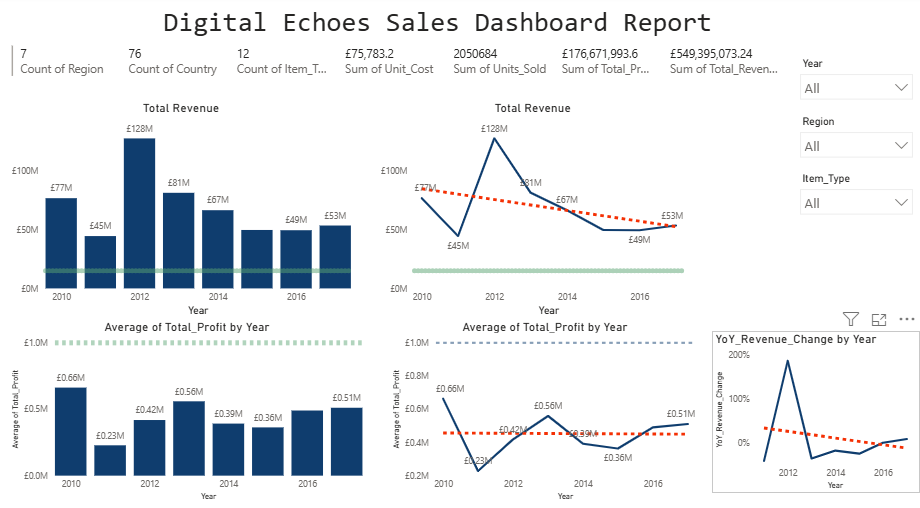 Digital Echoes Sales Dashboard Report
7
Count of Region
76
Count of Country
12
Count of Item_T...
£75,783.2
Sum of Unit_Cost
2050684
Sum of Units_Sold
£176,671,993.6
Sum of Total_Pr...
£549,395,073.24
Sum of Total_Reven...
Year
All
Region
All
Item_Type
All
Total Revenue
£128M
£100M
£77M
£81M
£67M
£45M
£49M
£53M
£50M
£0M
2010
2012
2014
2016
Year
Total Revenue
£128M
£100M
£77M
£81M
£67M
£53M
£50M
£45M
£49M
£0M
2010
2012
2014
2016
Year
Average of Total_Profit by Year
Average of Total_Profit
£1.0M
£0.66M
£0.56M
£0.51M
£0.5M
£0.42M
£0.39M
£0.36M
£0.23M
£0.0M
2010
2012
2014
2016
Year
Average of Total_Profit by Year
Average of Total_Profit
£1.0M
£0.8M
£0.66M
£0.6M
£0.56M
£0.51M
£0.42M
£0.39M
£0.4M
£0.36M
£0.23M
£0.2M
2010
2012
2014
2016
Year
YoY_Revenue_Change by Year
YoY_Revenue_Change
200%
100%
0%
2012
2014
2016
Year